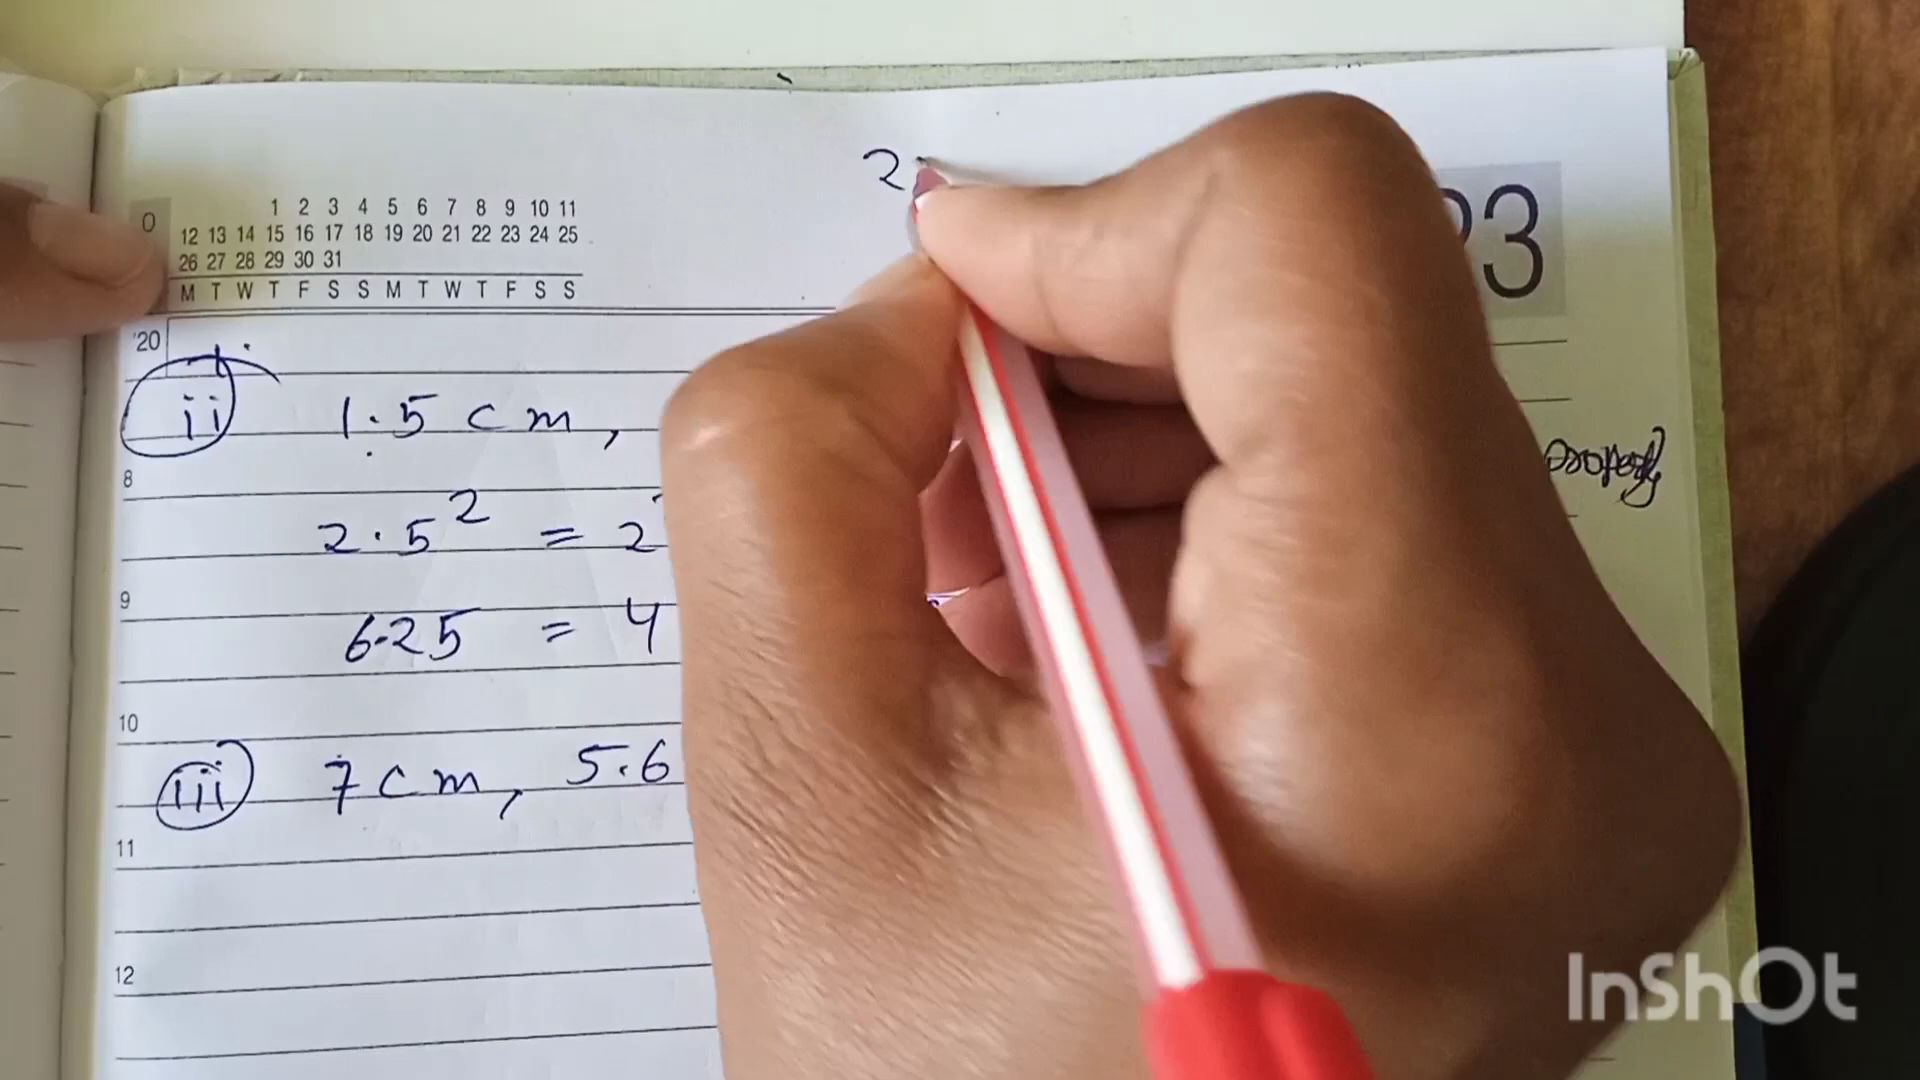 2
0
1 2 3 4 5 6 7 8 9 10 11
12 13 14 15 16 17 18 19 20 21 22 23 24 25
26 27 28 29 30 31
M T W T F S S M T W T F S S
3
20
ii 1.5 cm,
property
8
2.5² = 2
9
6.25 = 4
10
iii 7 cm, 5.6
11
12
InShOt